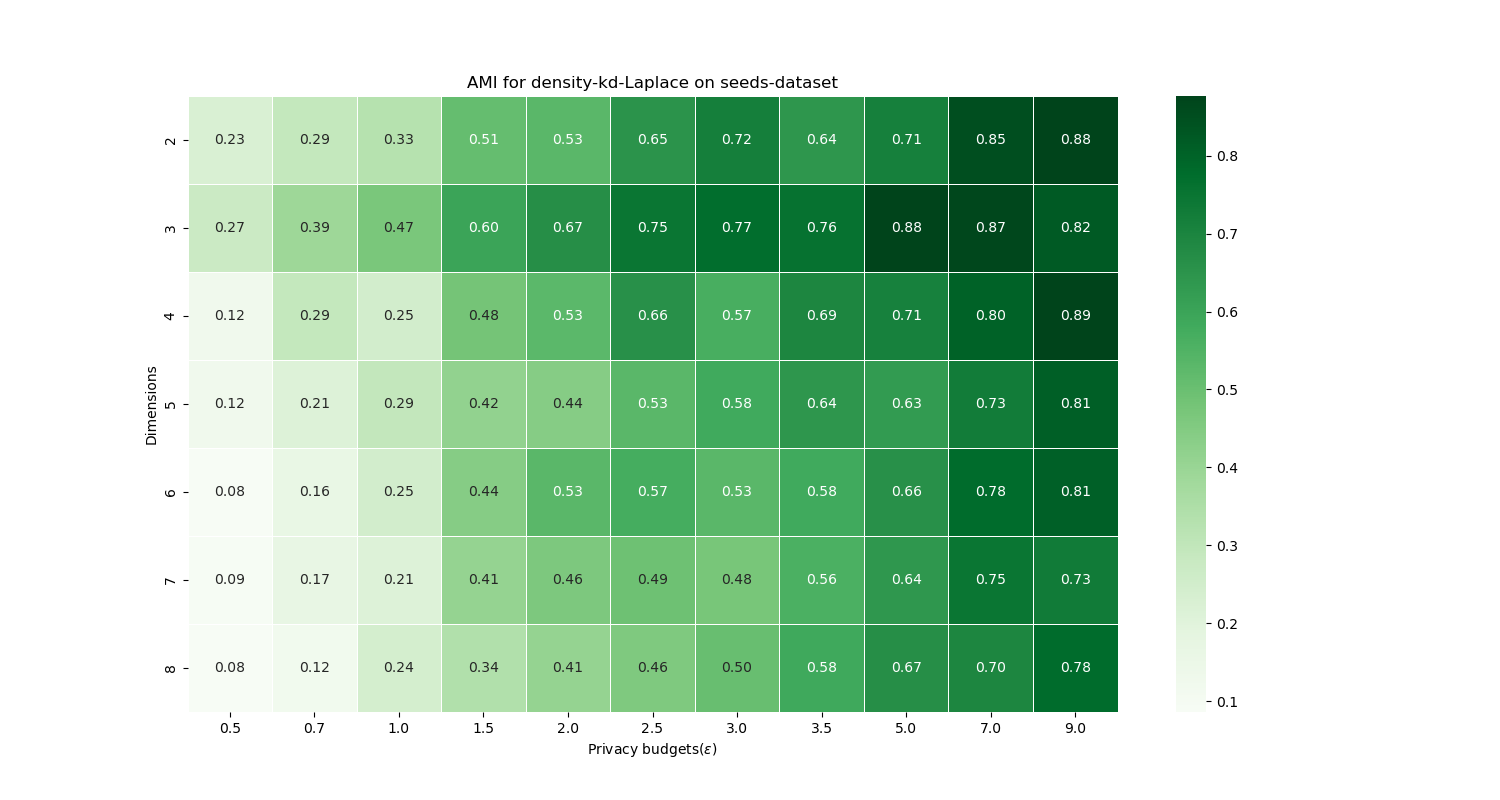 AMI for density-kd-Laplace on seeds-dataset
Dimensions
2 0.23 0.29 0.33 0.51 0.53 0.65 0.72 0.64 0.71 0.85 0.88
3 0.27 0.39 0.47 0.60 0.67 0.75 0.77 0.76 0.88 0.87 0.82
4 0.12 0.29 0.25 0.48 0.53 0.66 0.57 0.69 0.71 0.80 0.89
5 0.12 0.21 0.29 0.42 0.44 0.53 0.58 0.64 0.63 0.73 0.81
6 0.08 0.16 0.25 0.44 0.53 0.57 0.53 0.58 0.66 0.78 0.81
7 0.09 0.17 0.21 0.41 0.46 0.49 0.48 0.56 0.64 0.75 0.73
8 0.08 0.12 0.24 0.34 0.41 0.46 0.50 0.58 0.67 0.70 0.78
0.5 0.7 1.0 1.5 2.0 2.5 3.0 3.5 5.0 7.0 9.0
Privacy budgets(ε)
0.8
0.7
0.6
0.5
0.4
0.3
0.2
0.1